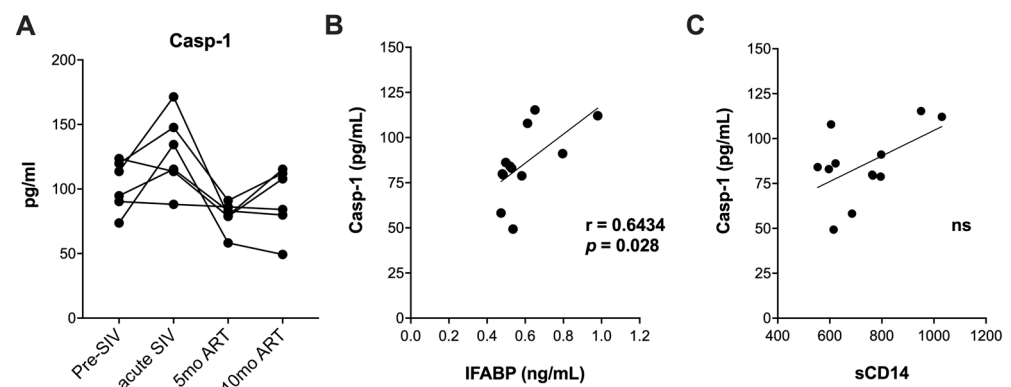 A
Casp-1
pg/ml
200
150
100
50
0
Pre-SIV
acute SIV
5mo ART
10mo ART
B
Casp-1 (pg/mL)
150
125
100
75
50
25
0
r = 0.6434
p = 0.028
0.0 0.2 0.4 0.6 0.8 1.0 1.2
IFABP (ng/mL)
C
Casp-1 (pg/mL)
150
125
100
75
50
25
0
ns
400 600 800 1000 1200
sCD14